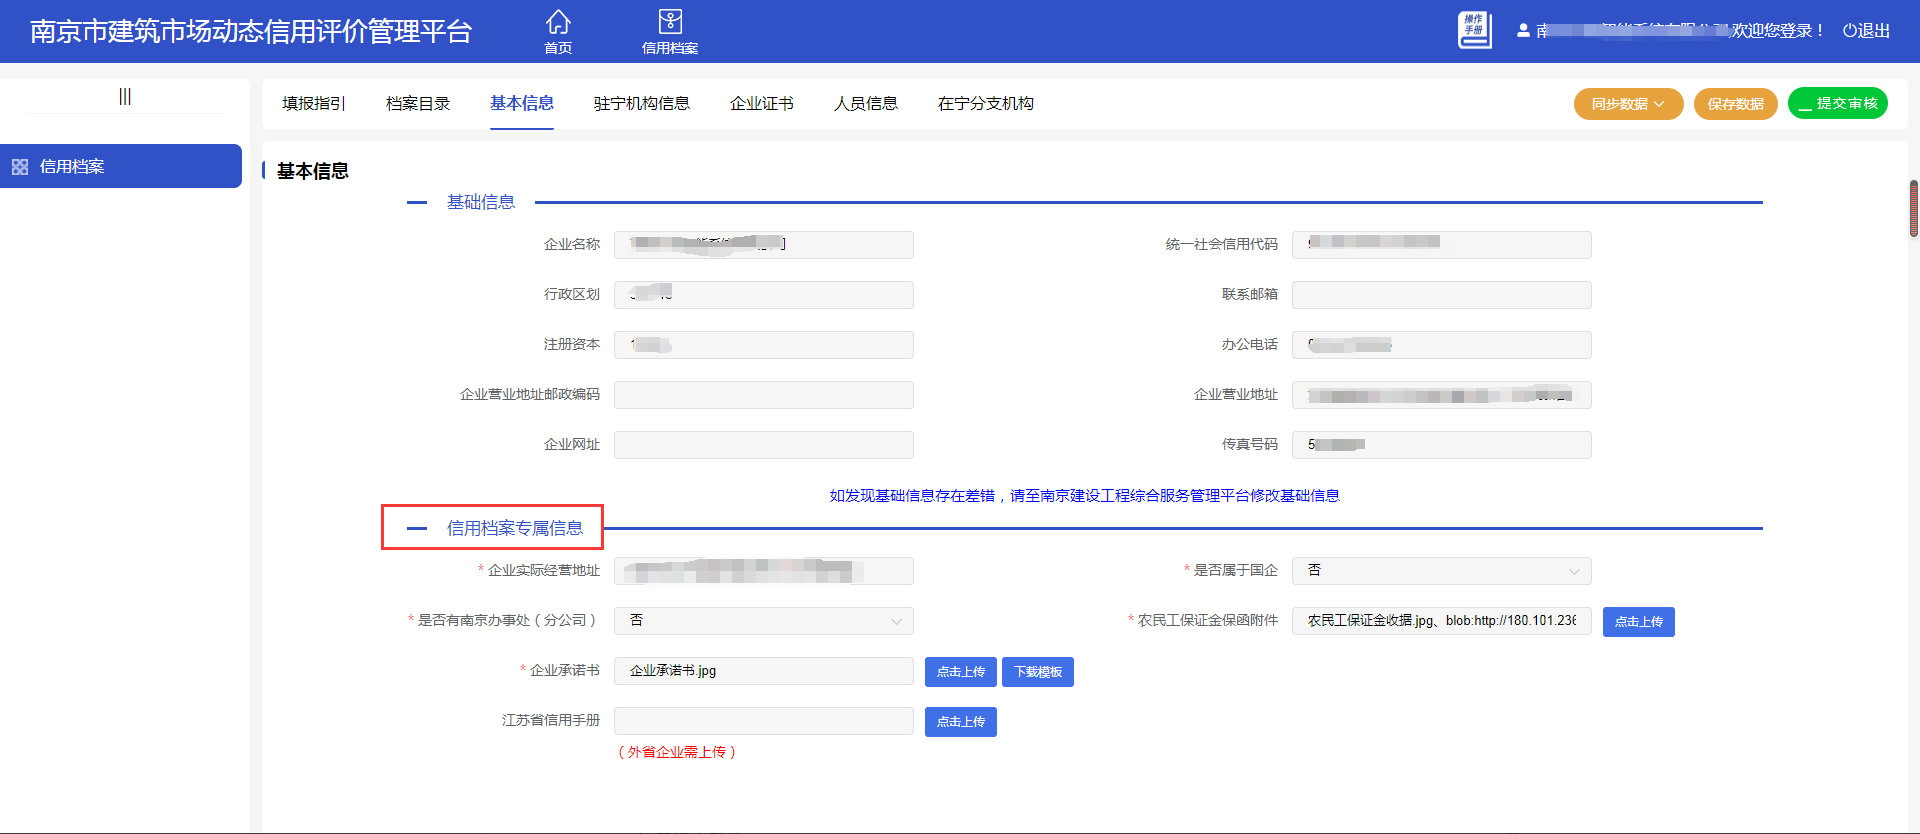 南京市建筑市场动态信用评价管理平台
首页
信用档案
操作
手册
南
欢迎您登录！
退出
信用档案
填报指引
档案目录
基本信息
驻宁机构信息
企业证书
人员信息
在宁分支机构
同步数据
保存数据
提交审核
基本信息
基础信息
企业名称
统一社会信用代码
行政区划
联系邮箱
注册资本
办公电话
企业营业地址邮政编码
企业营业地址
企业网址
传真号码 5
如发现基础信息存在差错，请至南京建设工程综合服务管理平台修改基础信息
信用档案专属信息
* 企业实际经营地址
* 是否属于国企 否
* 是否有南京办事处（分公司） 否
* 农民工保证金保函附件 农民工保证金收据.jpg、blob:http://180.101.236 点击上传
* 企业承诺书 企业承诺书.jpg 点击上传 下载模板
江苏省信用手册 点击上传
（外省企业需上传）